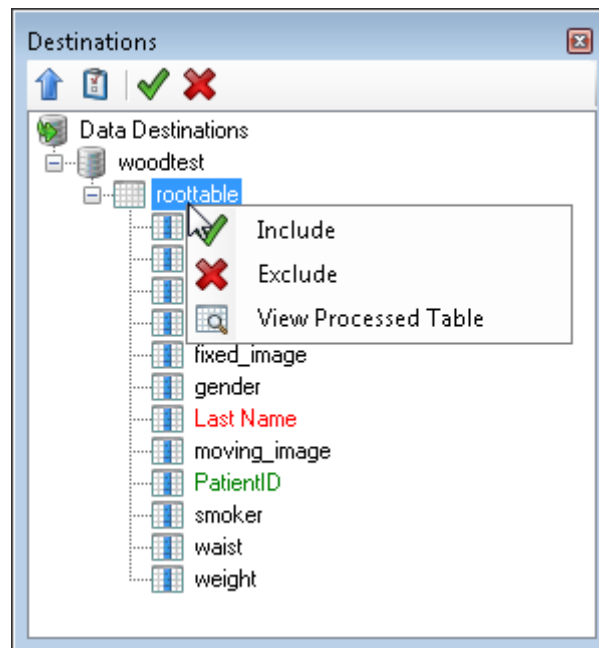 Destinations
Data Destinations
woodtest
roottable
Include
Exclude
View Processed Table
fixed_image
gender
Last Name
moving_image
PatientID
smoker
waist
weight